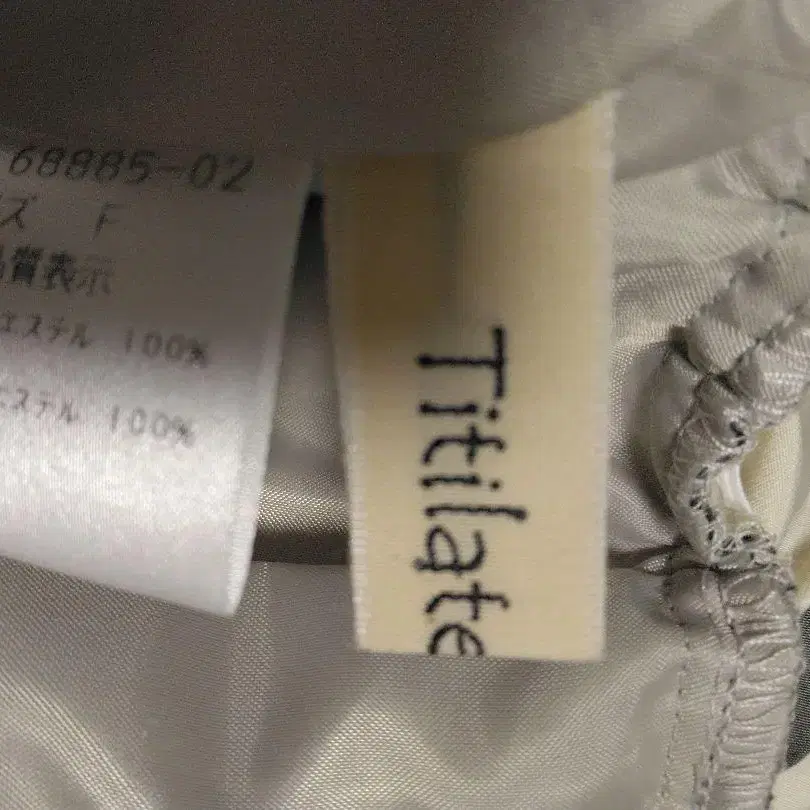 68885-02
ズ F
品質表示
エステル 100%
エステル 100%
Titilate